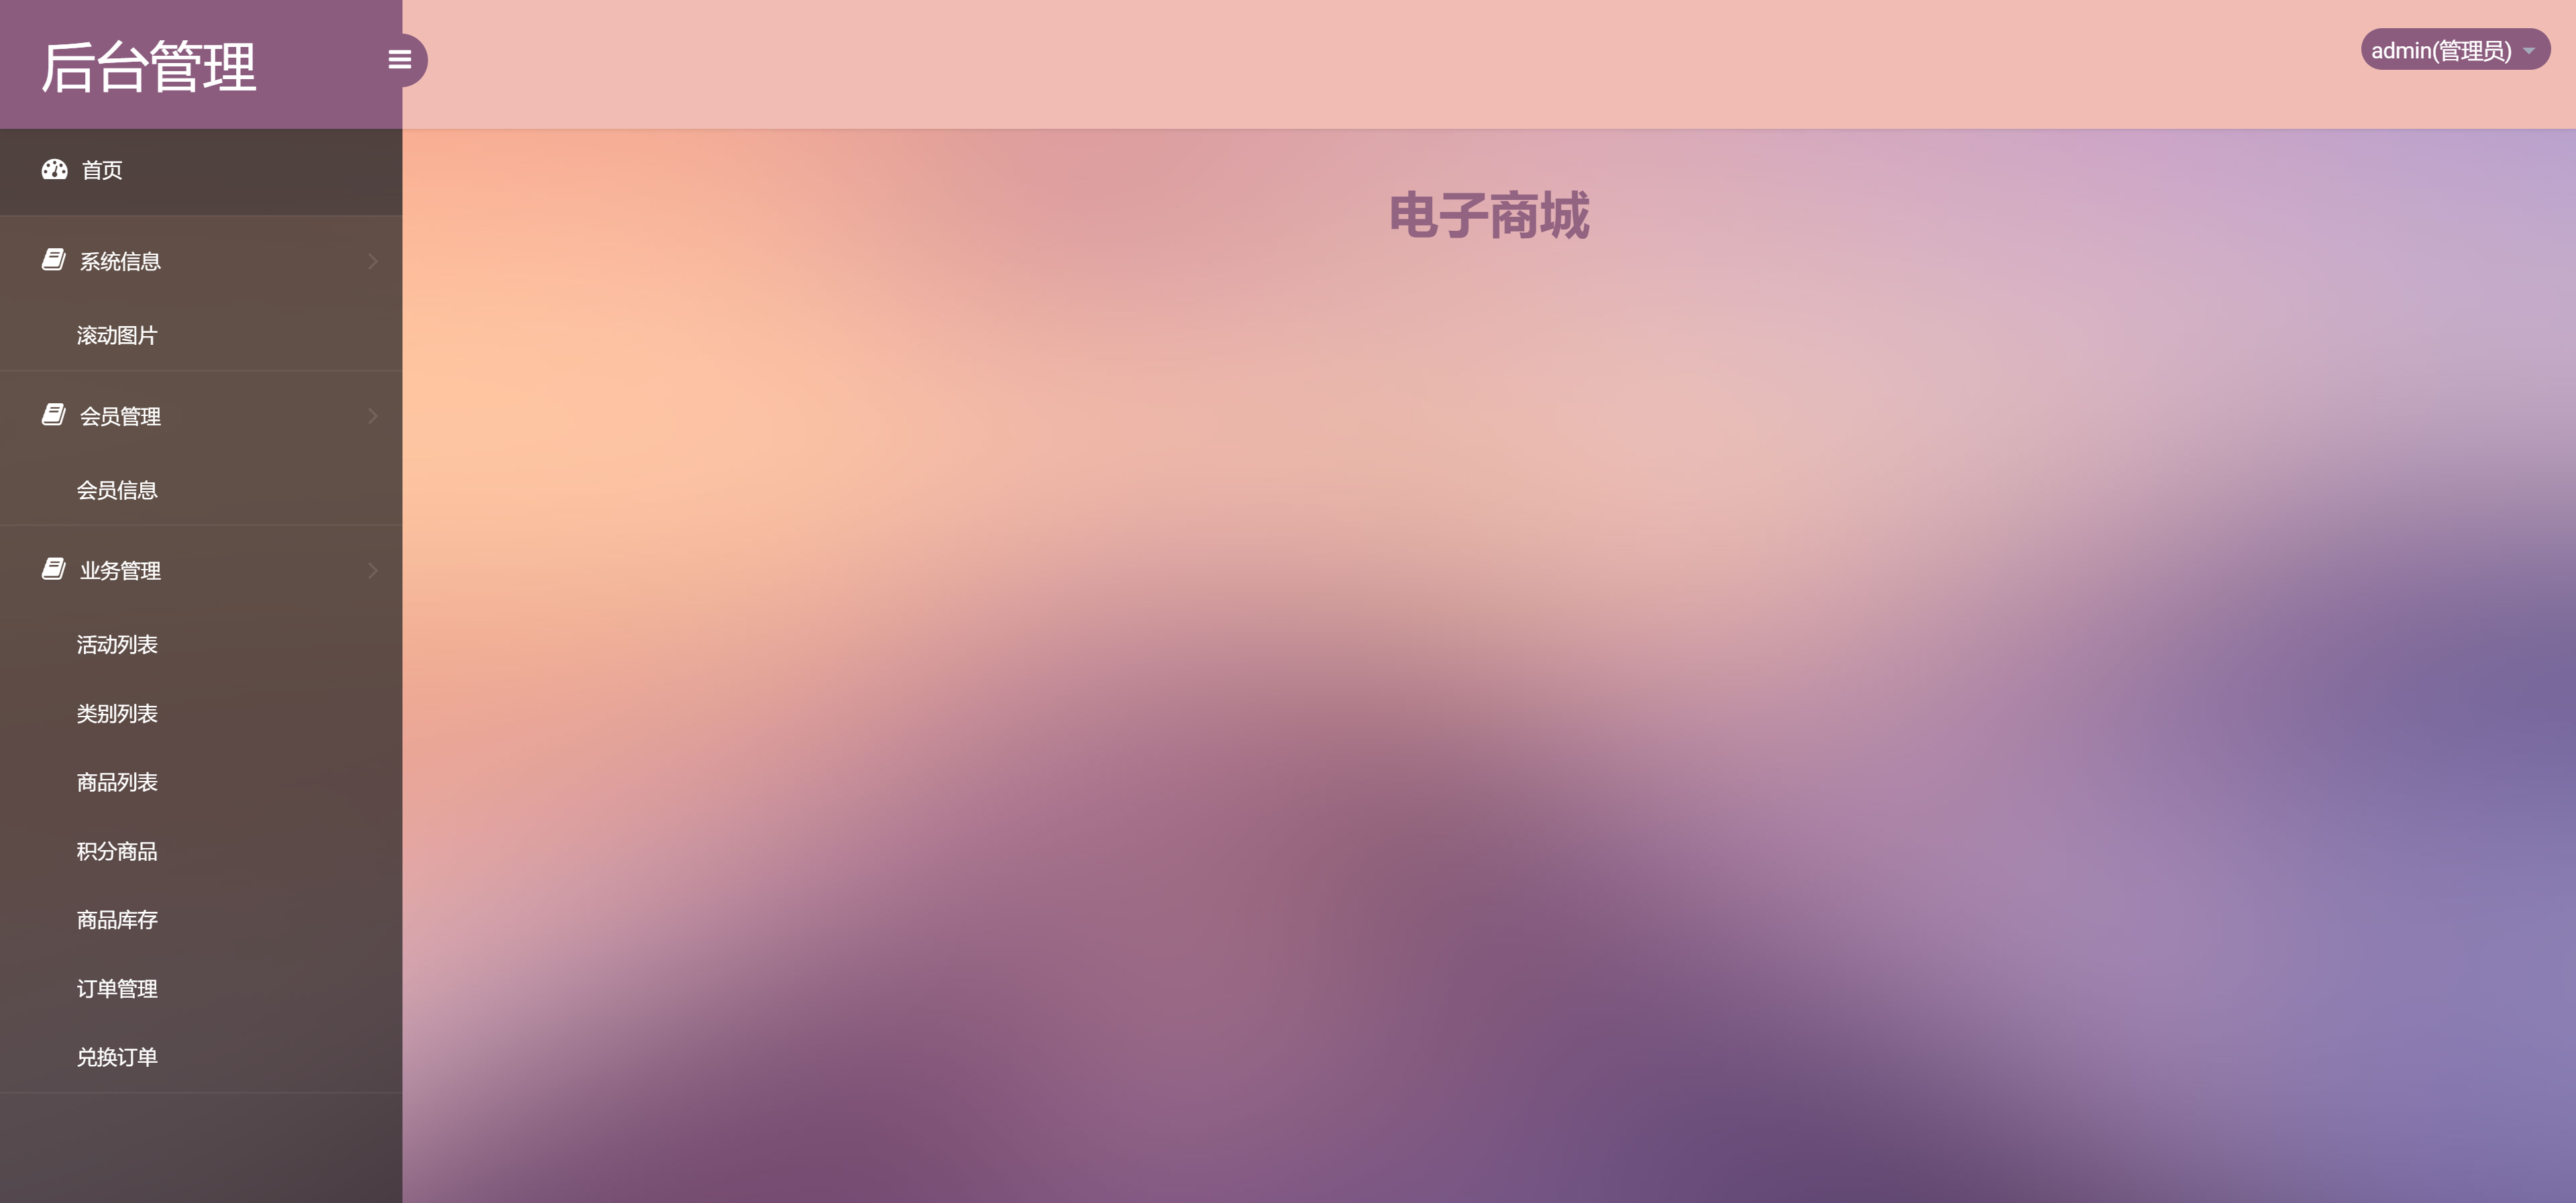 后台管理
admin(管理员)
首页
电子商城
系统信息
滚动图片
会员管理
会员信息
业务管理
活动列表
类别列表
商品列表
积分商品
商品库存
订单管理
兑换订单